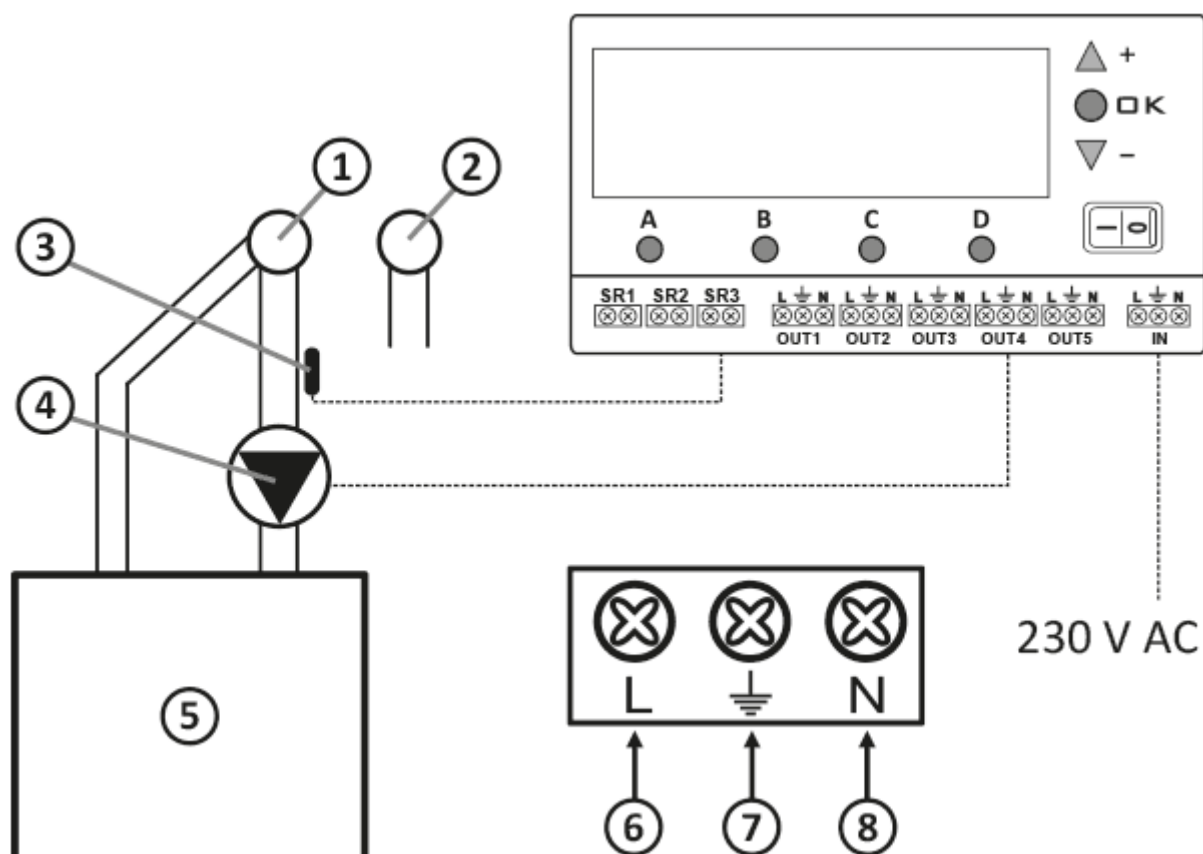 +
OK
−
A B C D
I 0
SR1 SR2 SR3
L ⏚ N L ⏚ N L ⏚ N L ⏚ N L ⏚ N L ⏚ N
OUT1 OUT2 OUT3 OUT4 OUT5 IN
1
2
3
4
5
230 V AC
L ⏚ N
6 7 8